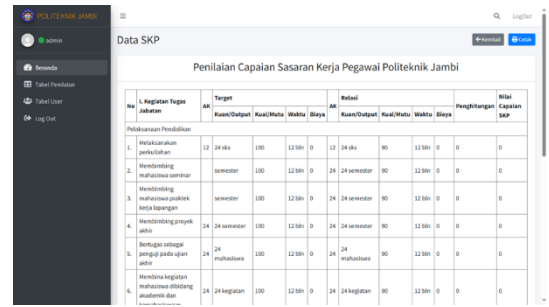 POLITEKNIK JAMBI
LogOut
admin
Data SKP
Kembali
Cetak
Beranda
Tabel Penilaian
Tabel User
Log Out
Penilaian Capaian Sasaran Kerja Pegawai Politeknik Jambi
No I. Kegiatan Tugas Jabatan AK Target AK Relasi Penghitungan Nilai Capaian SKP
Kuan/Output Kual/Mutu Waktu Biaya Kuan/Output Kual/Mutu Waktu Biaya
Pelaksanaan Pendidikan
1. Melaksanakan perkuliahan 12 24 sks 100 12 bln 0 12 24 sks 90 12 bln 0 0 0
2. Membimbing mahasiswa seminar semester 100 12 bln 0 24 24 semester 90 12 bln 0 0 0
3. Membimbing mahasiswa praktek kerja lapangan semester 100 12 bln 0 24 24 semester 90 12 bln 0 0 0
4. Membimbing proyek akhir 24 24 semester 100 12 bln 0 24 24 semester 90 12 bln 0 0 0
5. Bertugas sebagai penguji pada ujian akhir 24 24 mahasiswa 100 12 bln 0 24 24 mahasiswa 90 12 bln 0 0 0
6. Membina kegiatan mahasiswa dibidang akademik dan kemahasiswaan 24 24 kegiatan 100 12 bln 0 24 24 kegiatan 90 12 bln 0 0 0